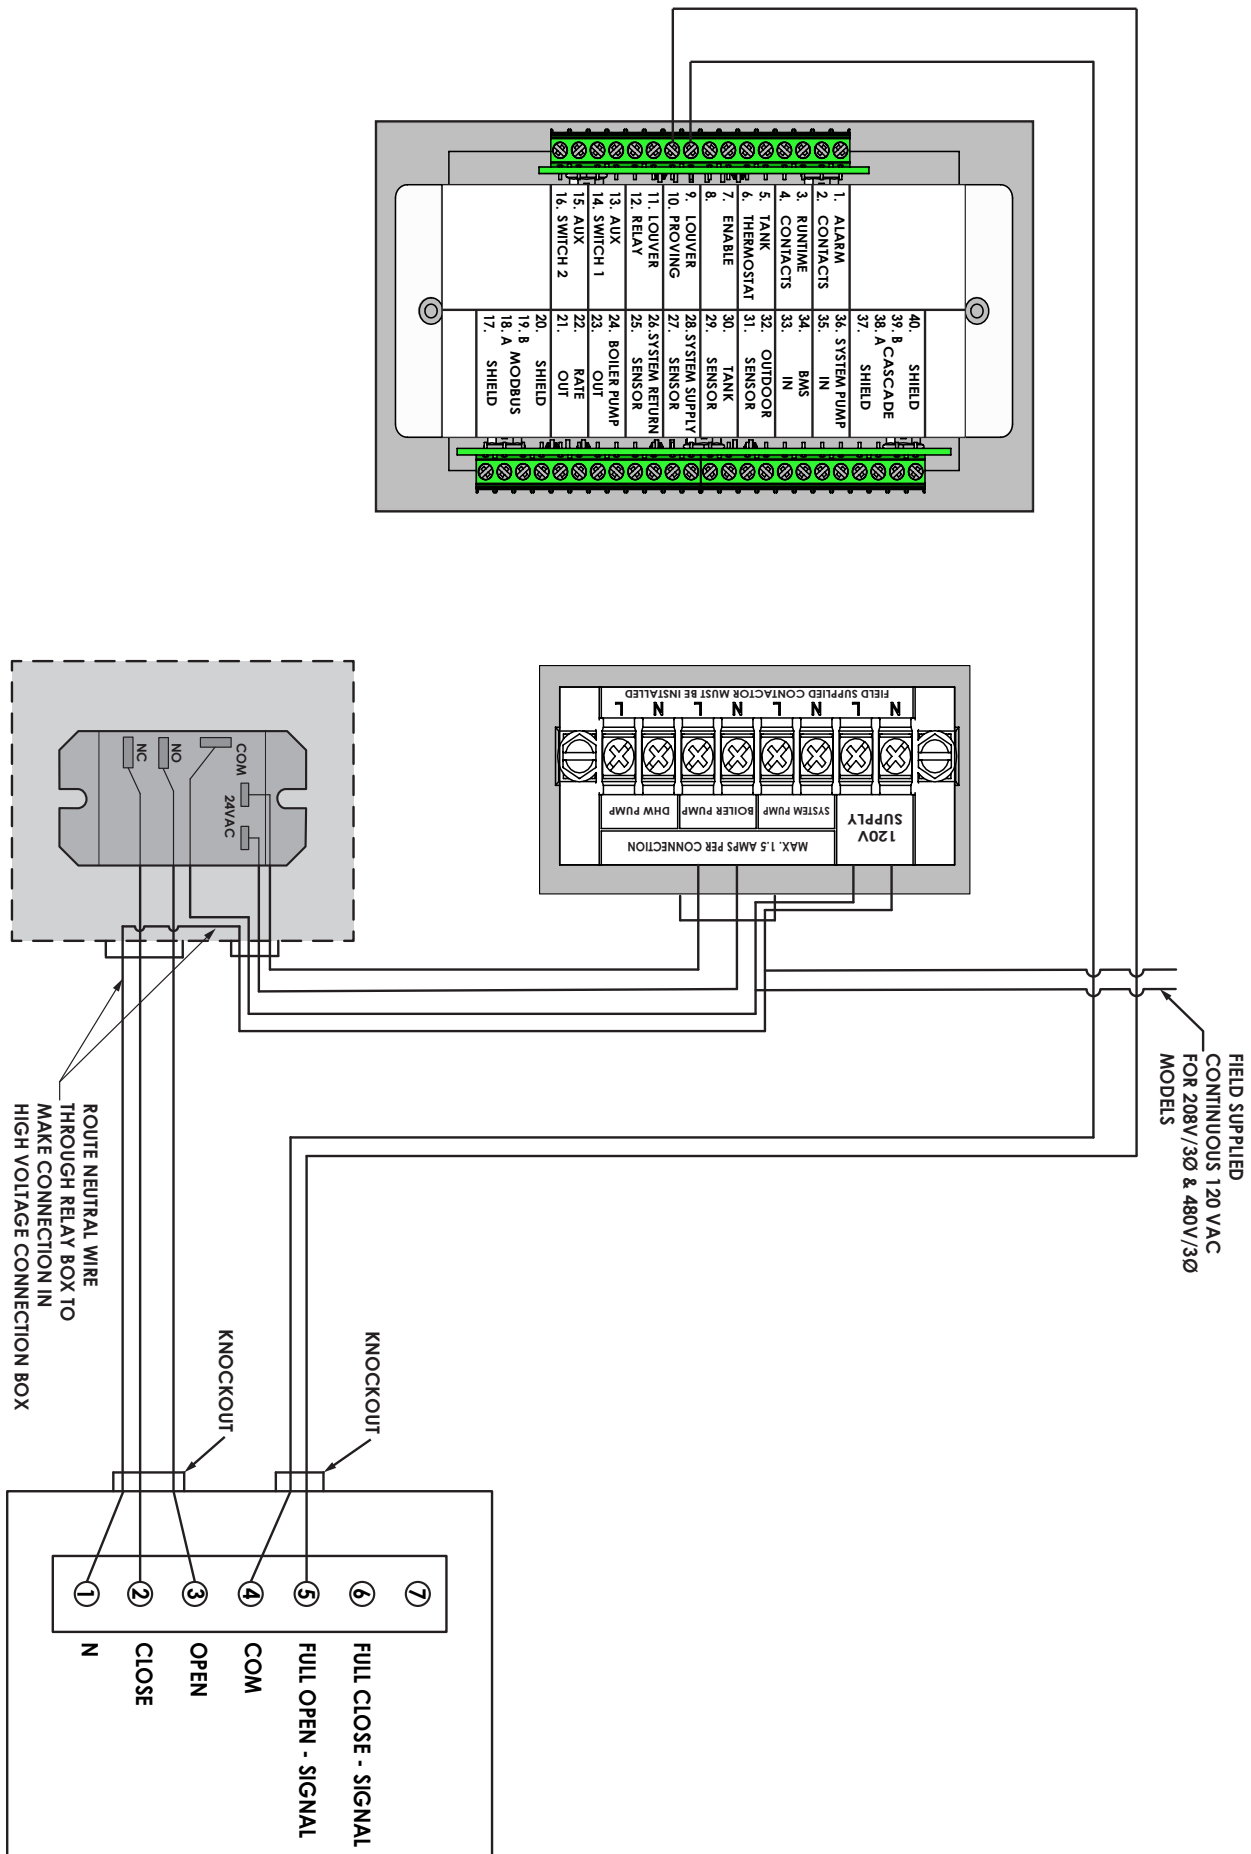 1. ALARM
2. CONTACTS
3. RUNTIME
4. CONTACTS
5. TANK
6. THERMOSTAT
7. ENABLE
8.
9. LOUVER
10. PROVING
11. LOUVER
12. RELAY
13. AUX
14. SWITCH 1
15. AUX
16. SWITCH 2
40. SHIELD
39. B
CASCADE
38. A
37. SHIELD
36. SYSTEM PUMP
35. IN
34. BMS
33. IN
32. OUTDOOR
31. SENSOR
30. TANK
29. SENSOR
28. SYSTEM SUPPLY
27. SENSOR
26. SYSTEM RETURN
25. SENSOR
24. BOILER PUMP
23. OUT
22. RATE
21. OUT
20. SHIELD
19. B
MODBUS
18. A
17. SHIELD
FIELD SUPPLIED CONTACTOR MUST BE INSTALLED
N L N L N L N L
120V
SUPPLY
SYSTEM PUMP
BOILER PUMP
DHW PUMP
MAX. 1.5 AMPS PER CONNECTION
COM
24VAC
NO
NC
FIELD SUPPLIED
CONTINUOUS 120 VAC
FOR 208V/3Ø & 480V/3Ø
MODELS
ROUTE NEUTRAL WIRE
THROUGH RELAY BOX TO
MAKE CONNECTION IN
HIGH VOLTAGE CONNECTION BOX
KNOCKOUT
KNOCKOUT
7
6 FULL CLOSE - SIGNAL
5 FULL OPEN - SIGNAL
4 COM
3 OPEN
2 CLOSE
1 N